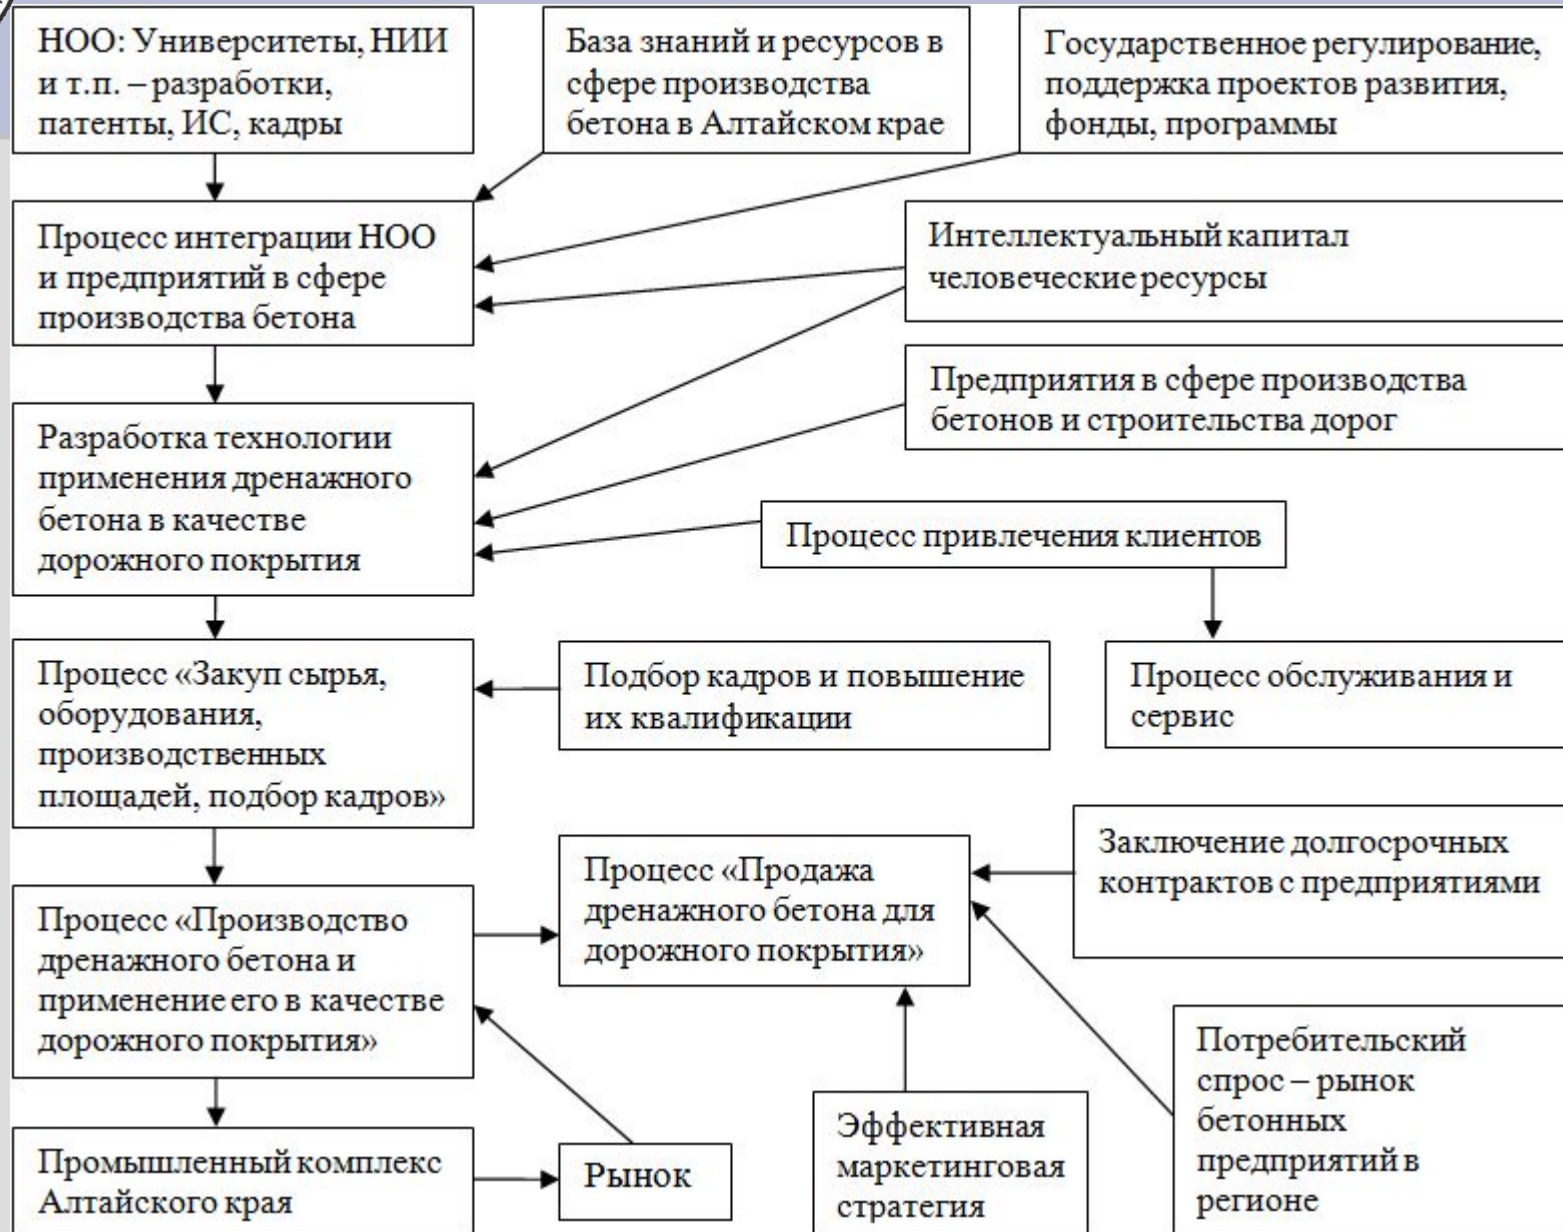 НОО: Университеты, НИИ
и т.п. – разработки,
патенты, ИС, кадры
База знаний и ресурсов в
сфере производства
бетона в Алтайском крае
Государственное регулирование,
поддержка проектов развития,
фонды, программы
Процесс интеграции НОО
и предприятий в сфере
производства бетона
Интеллектуальный капитал
человеческие ресурсы
Предприятия в сфере производства
бетонов и строительства дорог
Разработка технологии
применения дренажного
бетона в качестве
дорожного покрытия
Процесс привлечения клиентов
Процесс «Закуп сырья,
оборудования,
производственных
площадей, подбор кадров»
Подбор кадров и повышение
их квалификации
Процесс обслуживания и
сервис
Процесс «Продажа
дренажного бетона для
дорожного покрытия»
Заключение долгосрочных
контрактов с предприятиями
Процесс «Производство
дренажного бетона и
применение его в качестве
дорожного покрытия»
Потребительский
спрос – рынок
бетонных
предприятий в
регионе
Эффективная
маркетинговая
стратегия
Промышленный комплекс
Алтайского края
Рынок